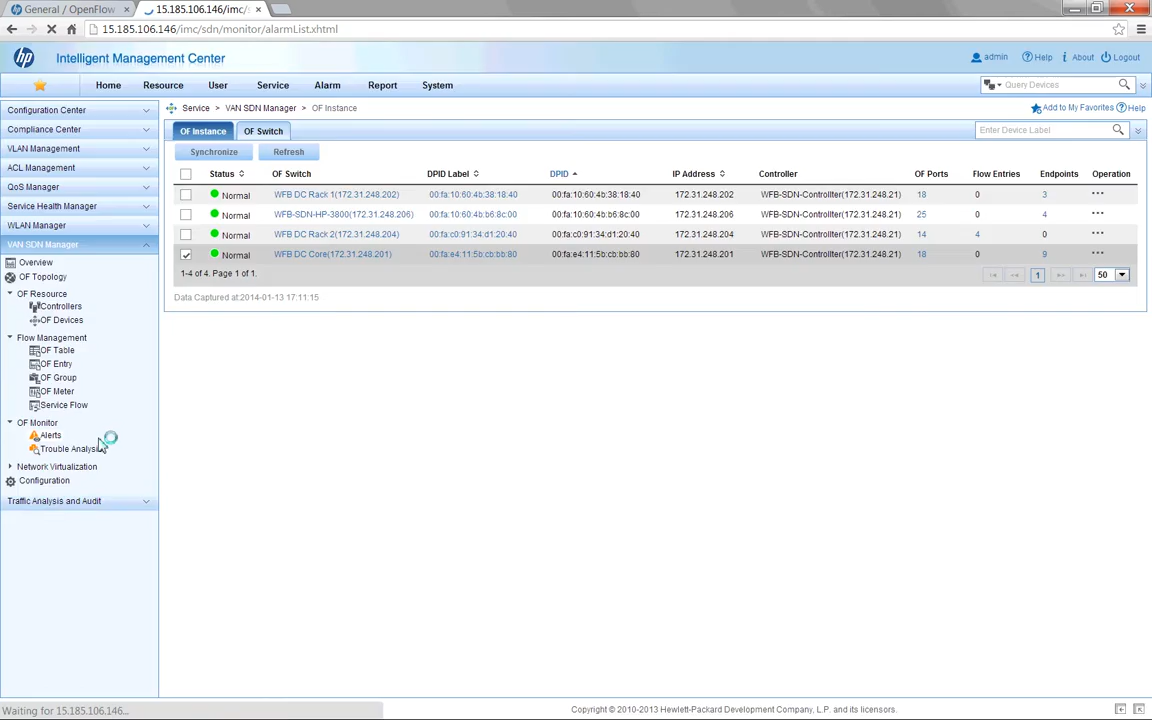 General / OpenFlow
15.185.106.146/imc/
15.185.106.146/imc/sdn/monitor/alarmList.xhtml
hp Intelligent Management Center
admin Help About Logout
Home Resource User Service Alarm Report System
Query Devices
Configuration Center
Compliance Center
VLAN Management
ACL Management
QoS Manager
Service Health Manager
WLAN Manager
VAN SDN Manager
Overview
OF Topology
OF Resource
Controllers
OF Devices
Flow Management
OF Table
OF Entry
OF Group
OF Meter
Service Flow
OF Monitor
Alerts
Trouble Analysis
Network Virtualization
Configuration
Traffic Analysis and Audit
Service > VAN SDN Manager > OF Instance
Add to My Favorites Help
OF Instance OF Switch
Enter Device Label
Synchronize Refresh
Status OF Switch DPID Label DPID IP Address Controller OF Ports Flow Entries Endpoints Operation
Normal WFB DC Rack 1(172.31.248.202) 00:fa:10:60:4b:38:18:40 00:fa:10:60:4b:38:18:40 172.31.248.202 WFB-SDN-Controllter(172.31.248.21) 18 0 3 ...
Normal WFB-SDN-HP-3800(172.31.248.206) 00:fa:10:60:4b:b6:8c:00 00:fa:10:60:4b:b6:8c:00 172.31.248.206 WFB-SDN-Controllter(172.31.248.21) 25 0 4 ...
Normal WFB DC Rack 2(172.31.248.204) 00:fa:c0:91:34:d1:20:40 00:fa:c0:91:34:d1:20:40 172.31.248.204 WFB-SDN-Controllter(172.31.248.21) 14 4 0 ...
Normal WFB DC Core(172.31.248.201) 00:fa:e4:11:5b:cb:bb:80 00:fa:e4:11:5b:cb:bb:80 172.31.248.201 WFB-SDN-Controllter(172.31.248.21) 18 0 9 ...
1-4 of 4. Page 1 of 1.
1 50
Data Captured at:2014-01-13 17:11:15
Waiting for 15.185.106.146...
Copyright © 2010-2013 Hewlett-Packard Development Company, L.P. and its licensors.